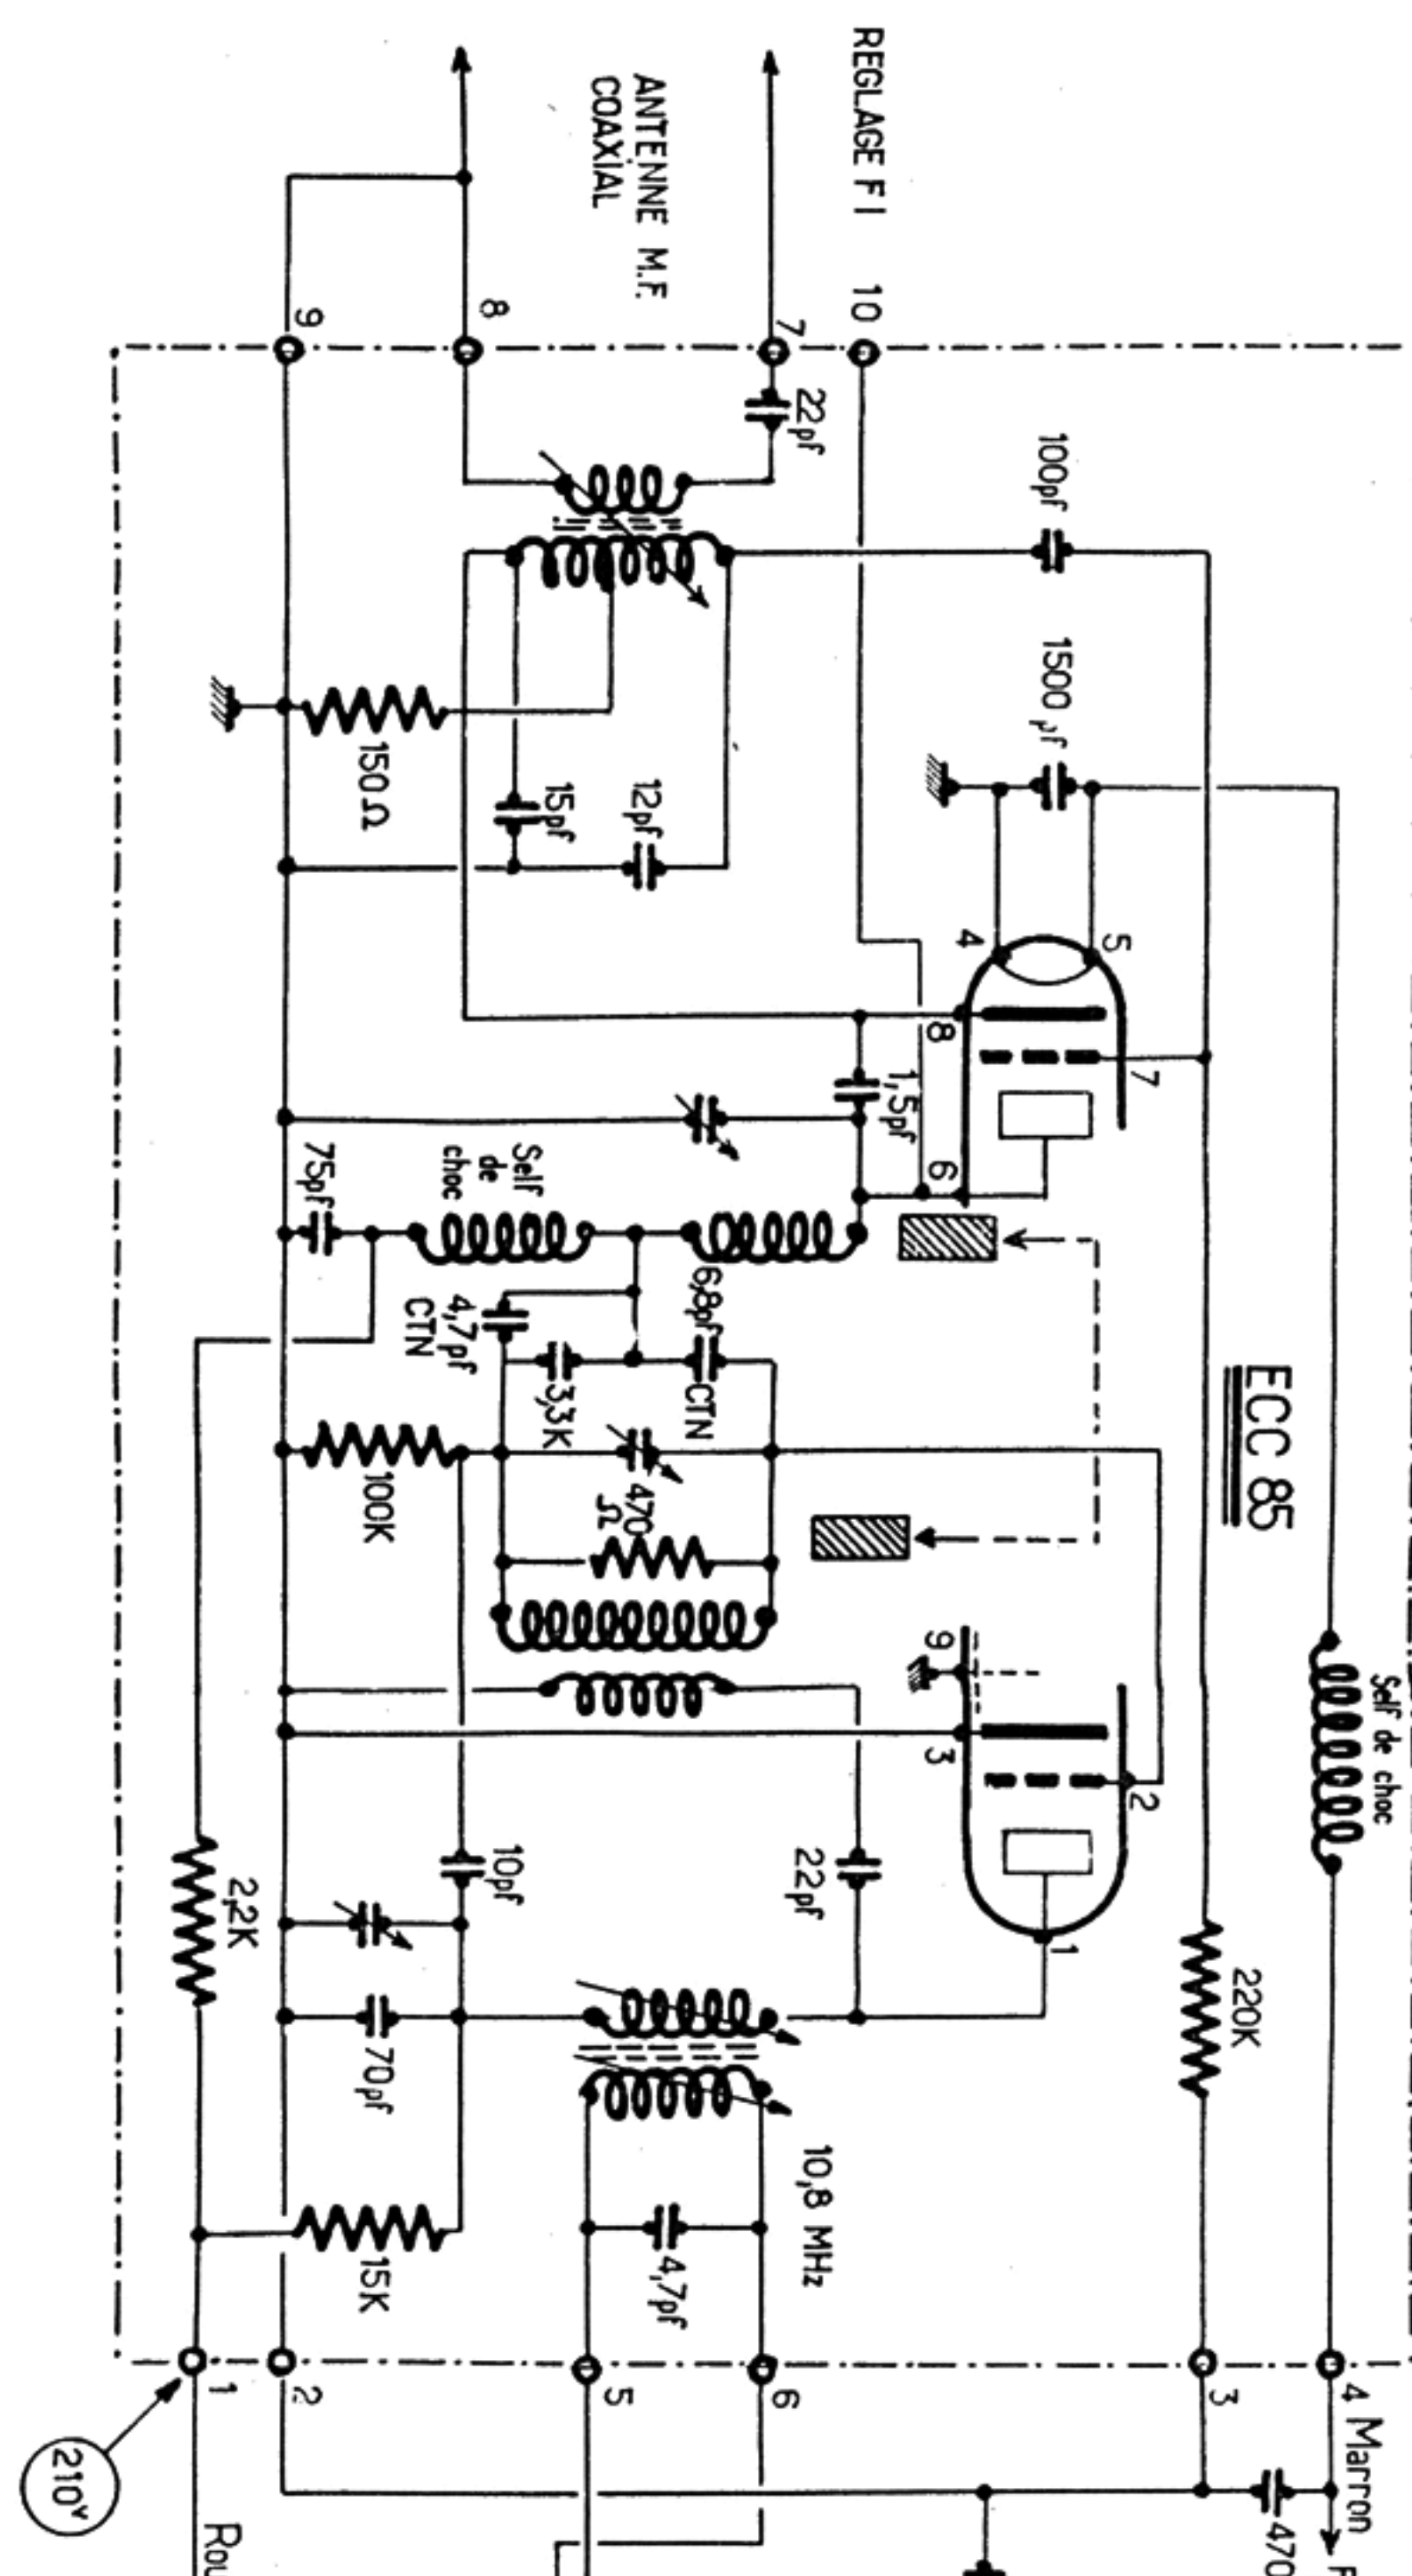 REGLAGE FI 10
ANTENNE M.F.
COAXIAL
7
8
9
22pf
100pf
1500 pf
150Ω
15pf
12pf
5
4
8
7
6
1,5pf
75pf
Self
de
choc
6,8pf CTN
4,7pf
CTN
3,3K
ECC 85
100K
470
Ω
9
3
2
1
Self de choc
22pf
10pf
2,2K
220K
70pf
10,8 MHz
4,7pf
15K
4 Marron
3
6
5
2
1
470
210v